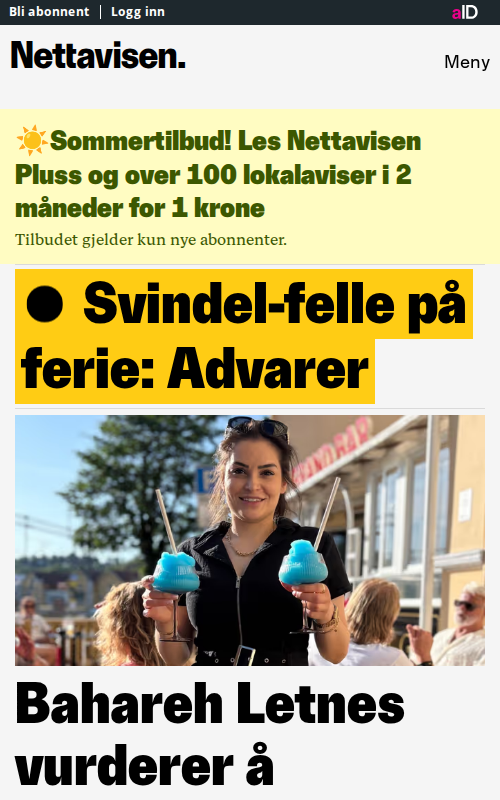 Bli abonnent | Logg inn
aID
Nettavisen.
Meny
☀️Sommertilbud! Les Nettavisen
Pluss og over 100 lokalaviser i 2
måneder for 1 krone
Tilbudet gjelder kun nye abonnenter.
● Svindel-felle på
ferie: Advarer
Bahareh Letnes
vurderer å